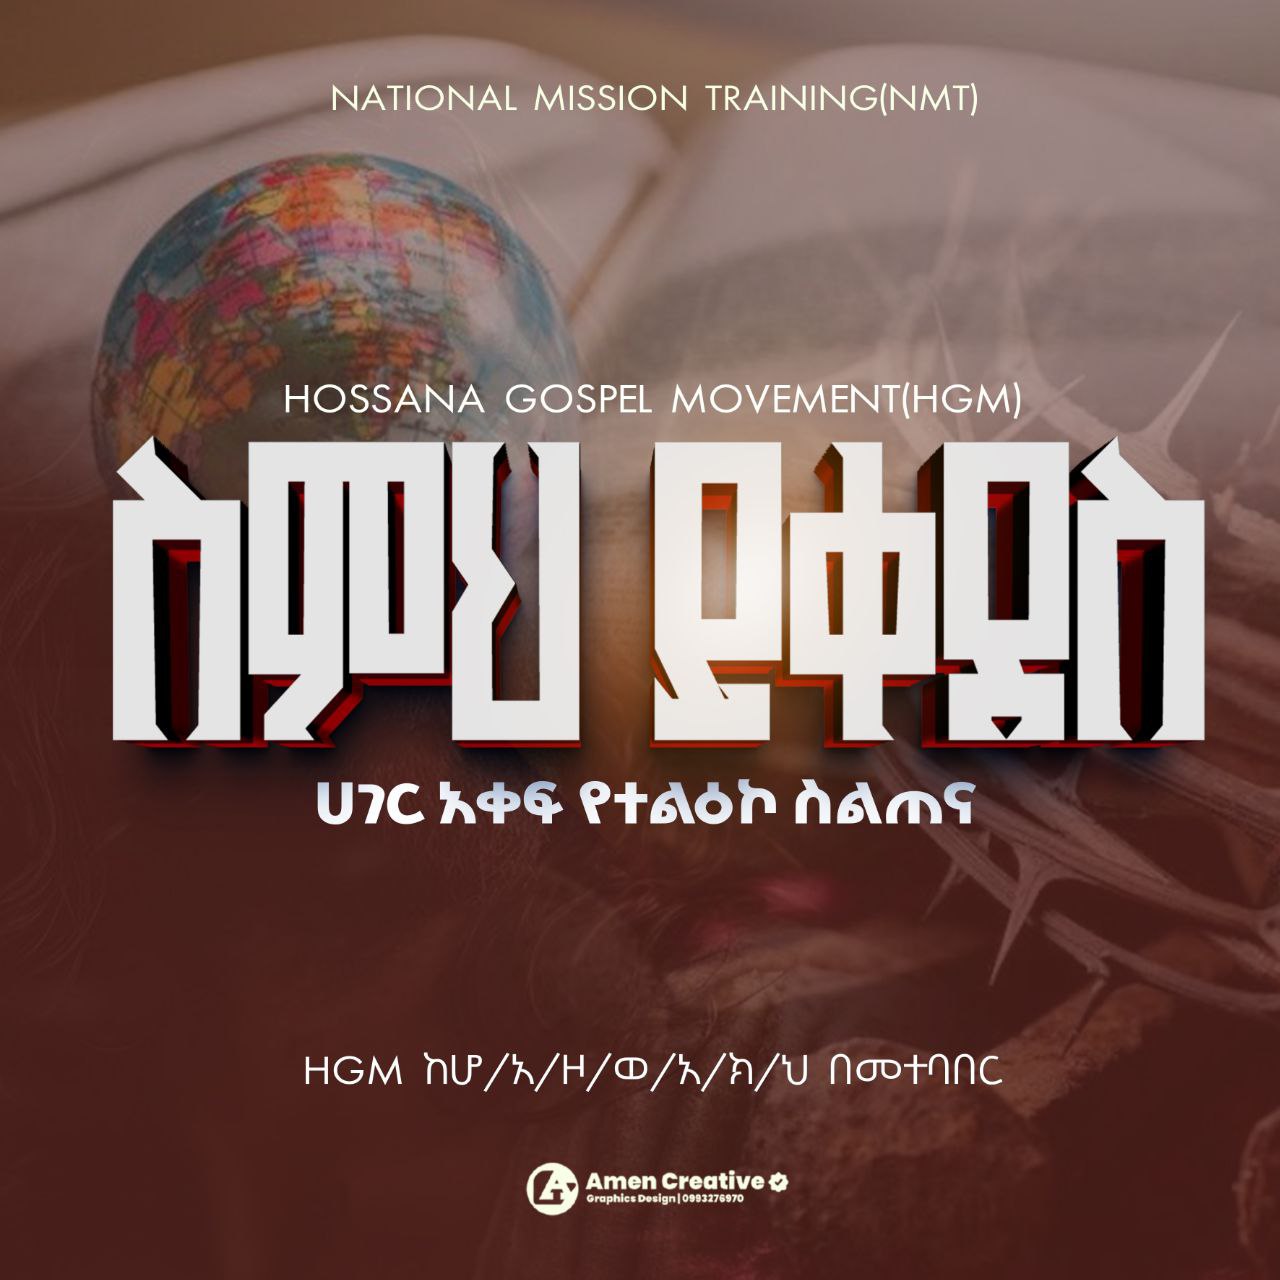 NATIONAL MISSION TRAINING(NMT)
HOSSANA GOSPEL MOVEMENT(HGM)
ስምህ ይቀደስ
ሀገር አቀፍ የተልዕኮ ስልጠና
HGM ከሆ/አ/ዞ/ወ/አ/ክ/ህ በመተባበር
Amen Creative
Graphics Design | 0993276970